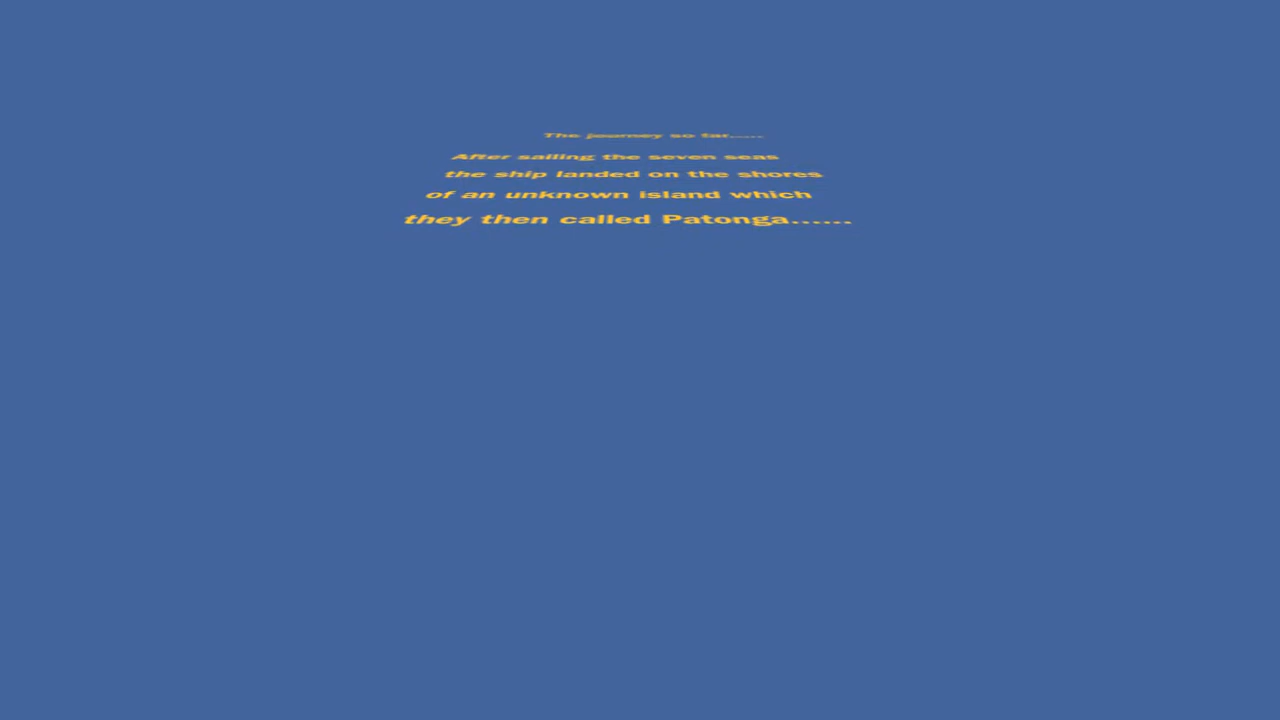 The journey so far.....
After sailing the seven seas
the ship landed on the shores
of an unknown island which
they then called Patonga......